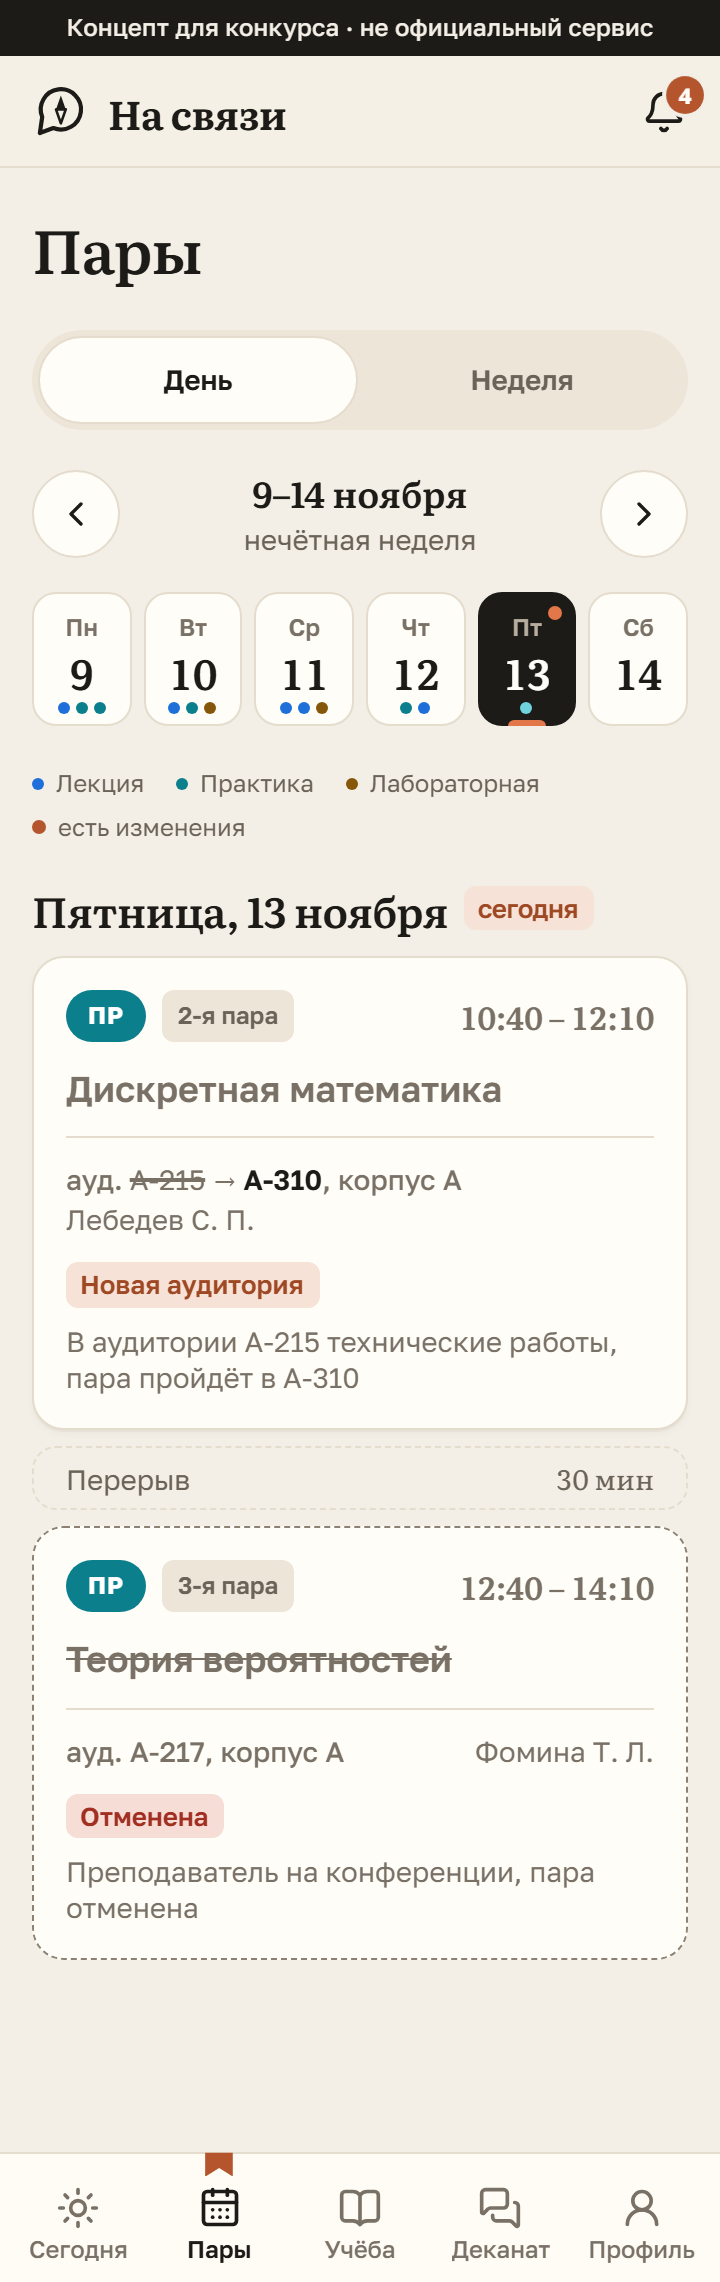 Концепт для конкурса · не официальный сервис
На связи
4
Пары
День
Неделя
9–14 ноября
нечётная неделя
Пн
Вт
Ср
Чт
Пт
Сб
9
10
11
12
13
14
Лекция
Практика
Лабораторная
есть изменения
Пятница, 13 ноября
сегодня
ПР
2-я пара
10:40 – 12:10
Дискретная математика
ауд. А-215 → А-310, корпус А
Лебедев С. П.
Новая аудитория
В аудитории А-215 технические работы,
пара пройдёт в А-310
Перерыв
30 мин
ПР
3-я пара
12:40 – 14:10
Теория вероятностей
ауд. А-217, корпус А
Фомина Т. Л.
Отменена
Преподаватель на конференции, пара
отменена
Сегодня
Пары
Учёба
Деканат
Профиль